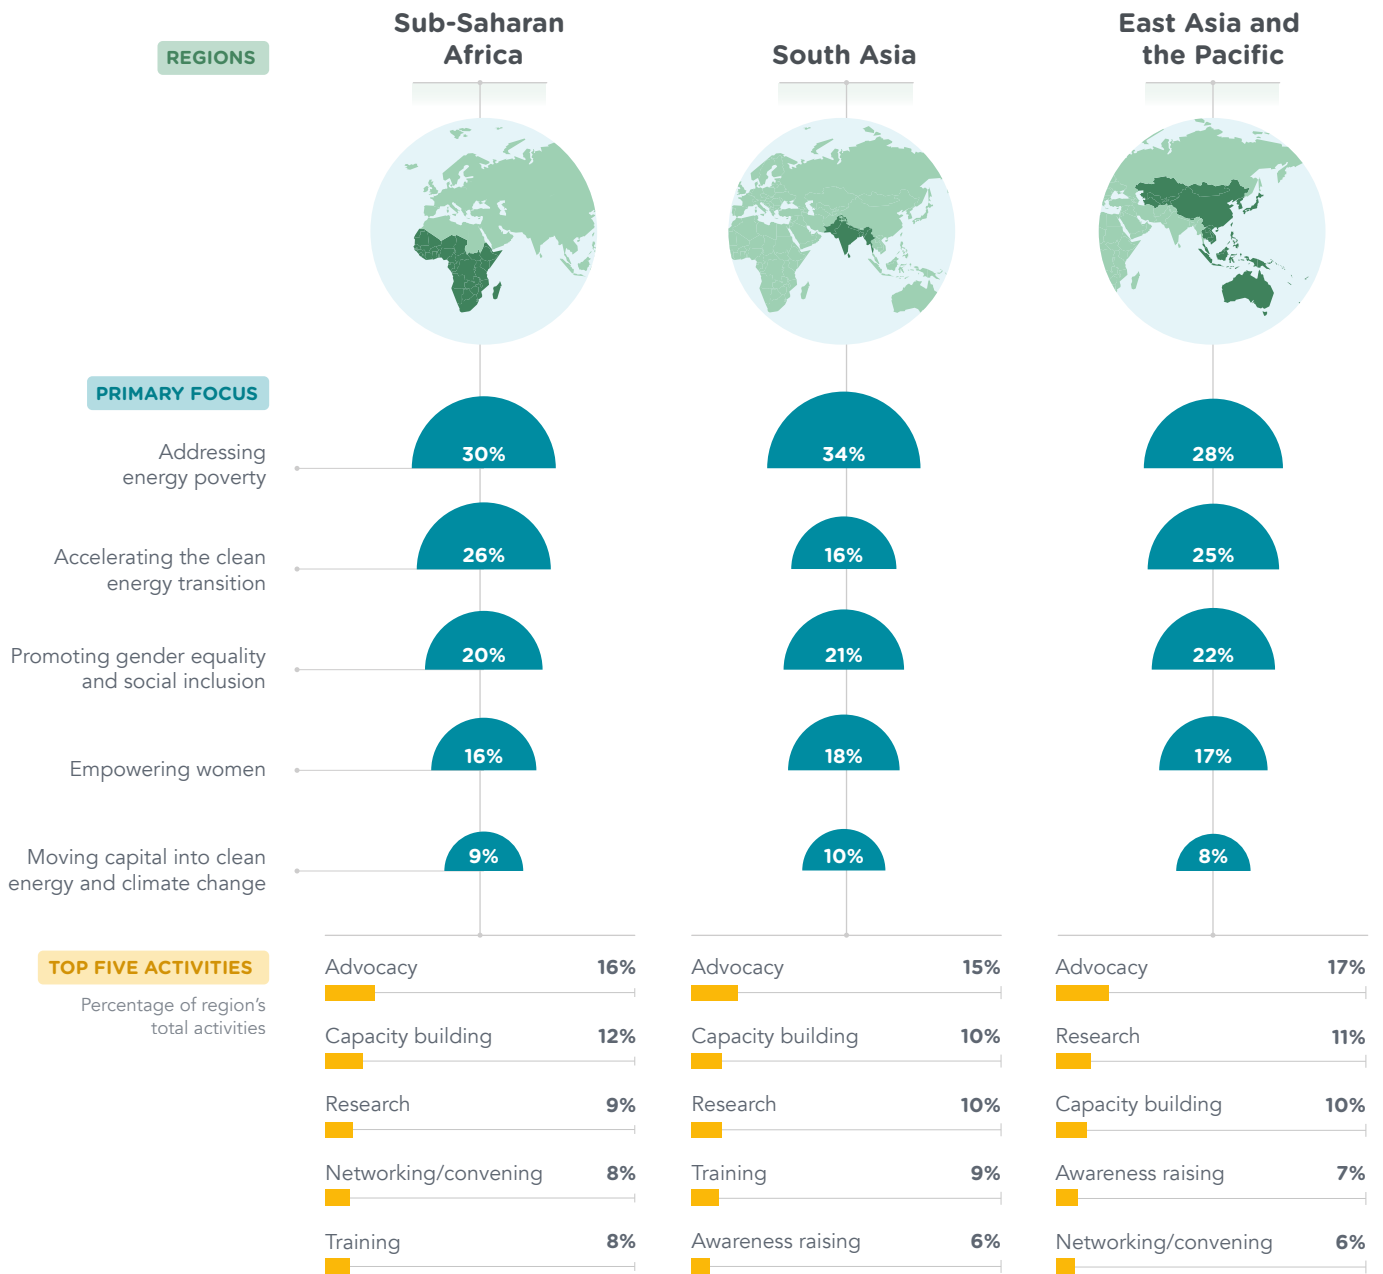 REGIONS
Sub-Saharan
Africa
South Asia
East Asia and
the Pacific
PRIMARY FOCUS
Addressing
energy poverty
30%
34%
28%
Accelerating the clean
energy transition
26%
16%
25%
Promoting gender equality
and social inclusion
20%
21%
22%
Empowering women
16%
18%
17%
Moving capital into clean
energy and climate change
9%
10%
8%
TOP FIVE ACTIVITIES
Percentage of region’s
total activities
Advocacy 16%
Capacity building 12%
Research 9%
Networking/convening 8%
Training 8%
Advocacy 15%
Capacity building 10%
Research 10%
Training 9%
Awareness raising 6%
Advocacy 17%
Research 11%
Capacity building 10%
Awareness raising 7%
Networking/convening 6%